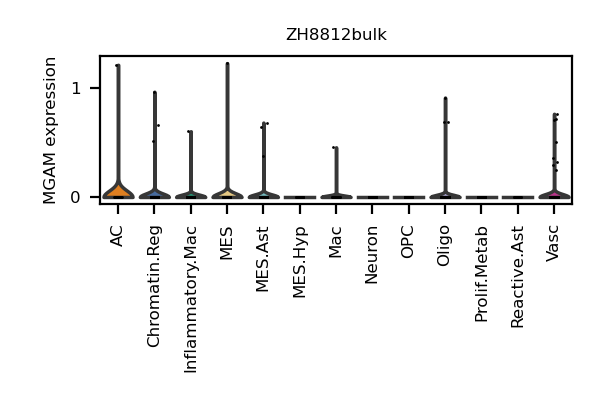 ZH8812bulk
MGAM expression
1
0
AC
Chromatin.Reg
Inflammatory.Mac
MES
MES.Ast
MES.Hyp
Mac
Neuron
OPC
Oligo
Prolif.Metab
Reactive.Ast
Vasc